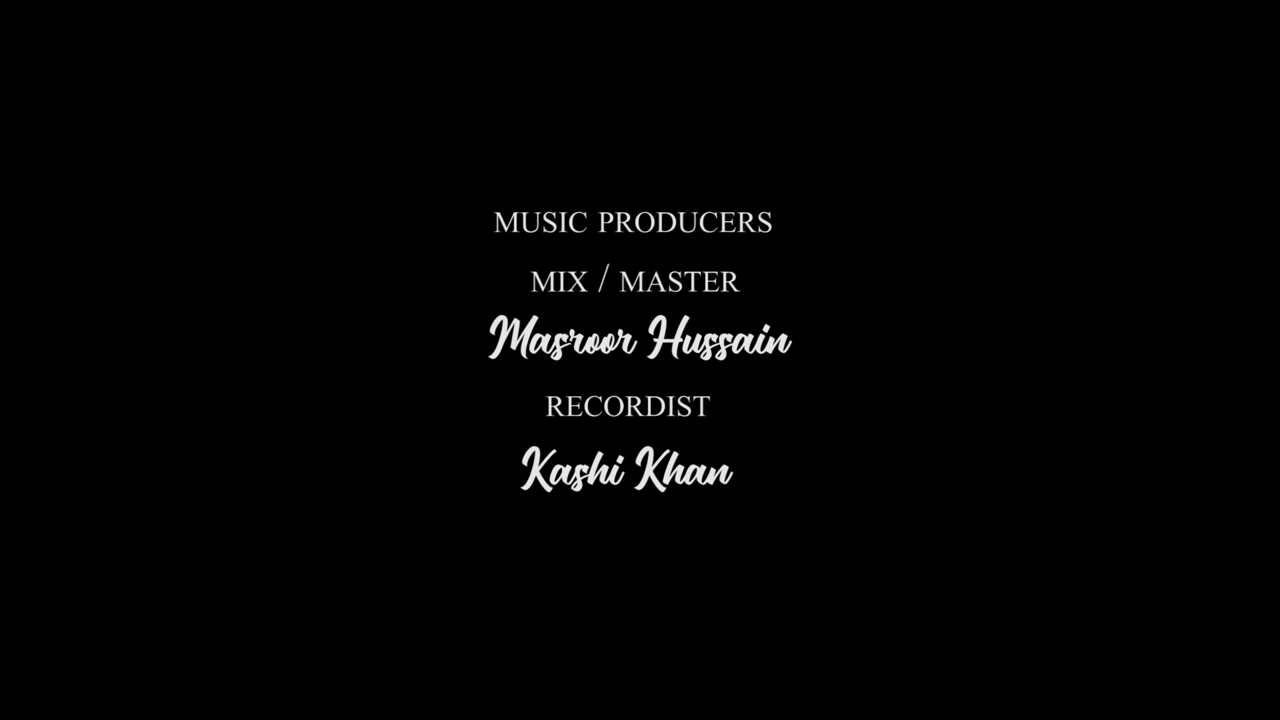 MUSIC PRODUCERS
MIX / MASTER
Masroor Hussain
RECORDIST
Kashi Khan